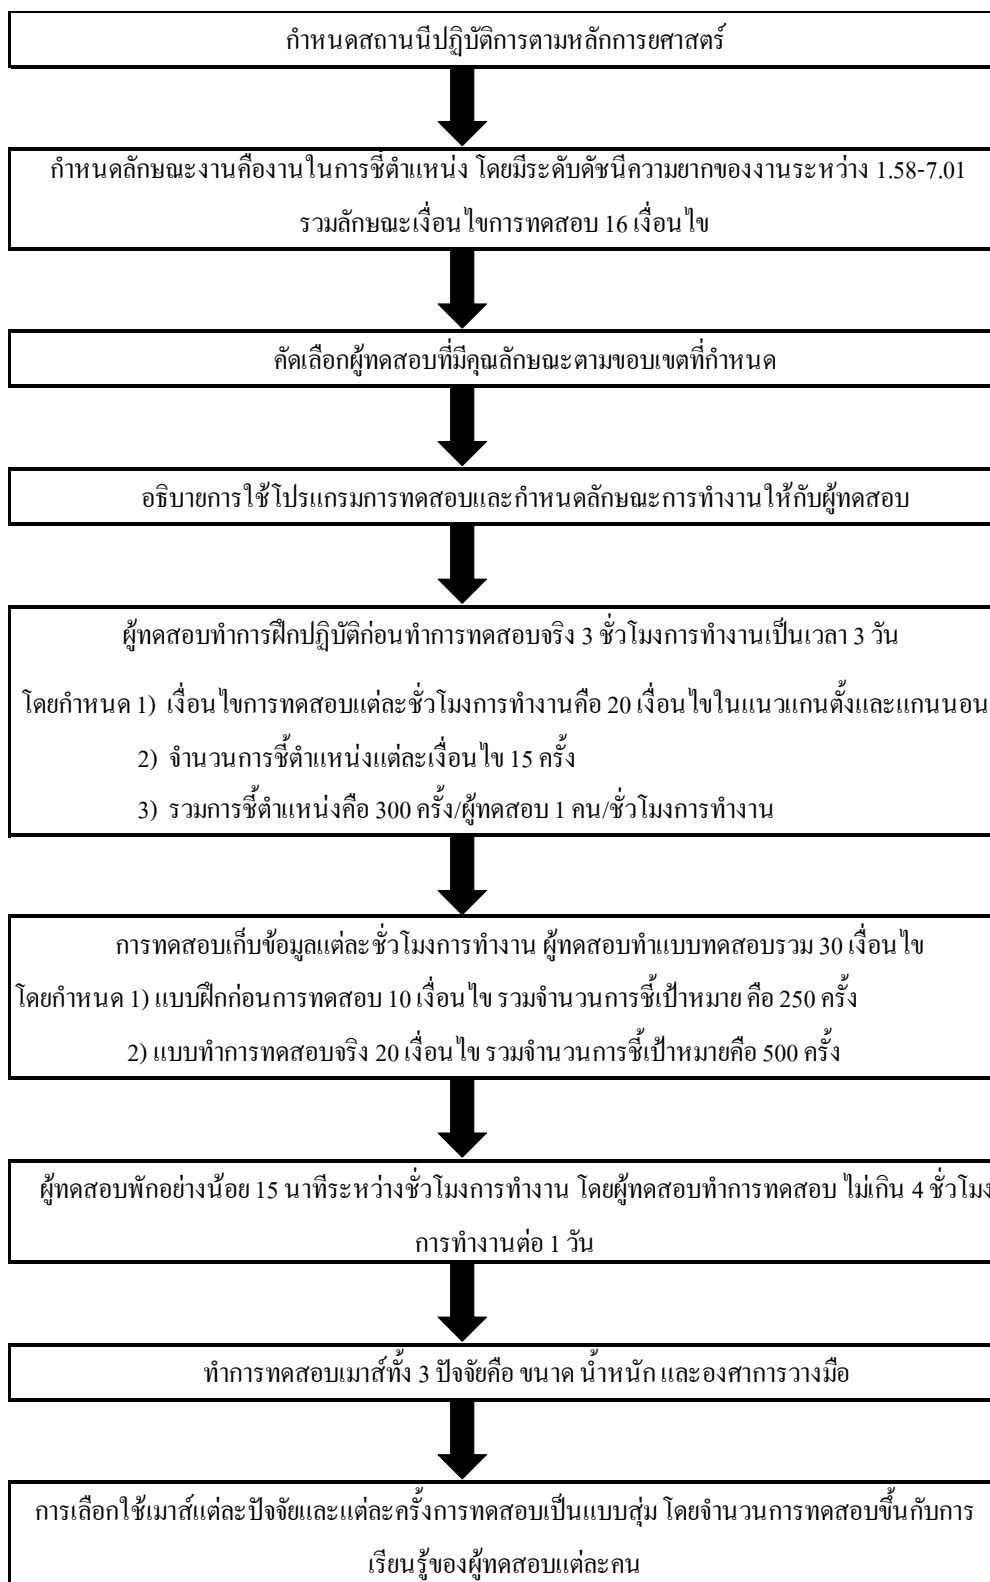 กำหนดสถานนีปฏิบัติการตามหลักการยศาสตร์
กำหนดลักษณะงานคืองานในการชี้ตำแหน่ง โดยมีระดับดัชนีความยากของงานระหว่าง 1.58-7.01
รวมลักษณะเงื่อนไขการทดสอบ 16 เงื่อนไข
คัดเลือกผู้ทดสอบที่มีคุณลักษณะตามขอบเขตที่กำหนด
อธิบายการใช้โปรแกรมการทดสอบและกำหนดลักษณะการทำงานให้กับผู้ทดสอบ
ผู้ทดสอบทำการฝึกปฏิบัติก่อนทำการทดสอบจริง 3 ชั่วโมงการทำงานเป็นเวลา 3 วัน
โดยกำหนด 1) เงื่อนไขการทดสอบแต่ละชั่วโมงการทำงานคือ 20 เงื่อนไขในแนวแกนตั้งและแกนนอน
2) จำนวนการชี้ตำแหน่งแต่ละเงื่อนไข 15 ครั้ง
3) รวมการชี้ตำแหน่งคือ 300 ครั้ง/ผู้ทดสอบ 1 คน/ชั่วโมงการทำงาน
การทดสอบเก็บข้อมูลแต่ละชั่วโมงการทำงาน ผู้ทดสอบทำแบบทดสอบรวม 30 เงื่อนไข
โดยกำหนด 1) แบบฝึกก่อนการทดสอบ 10 เงื่อนไข รวมจำนวนการชี้เป้าหมาย คือ 250 ครั้ง
2) แบบทำการทดสอบจริง 20 เงื่อนไข รวมจำนวนการชี้เป้าหมายคือ 500 ครั้ง
ผู้ทดสอบพักอย่างน้อย 15 นาทีระหว่างชั่วโมงการทำงาน โดยผู้ทดสอบทำการทดสอบ ไม่เกิน 4 ชั่วโมง
การทำงานต่อ 1 วัน
ทำการทดสอบเมาส์ทั้ง 3 ปัจจัยคือ ขนาด น้ำหนัก และองศาการวางมือ
การเลือกใช้เมาส์แต่ละปัจจัยและแต่ละครั้งการทดสอบเป็นแบบสุ่ม โดยจำนวนการทดสอบขึ้นกับการ
เรียนรู้ของผู้ทดสอบแต่ละคน